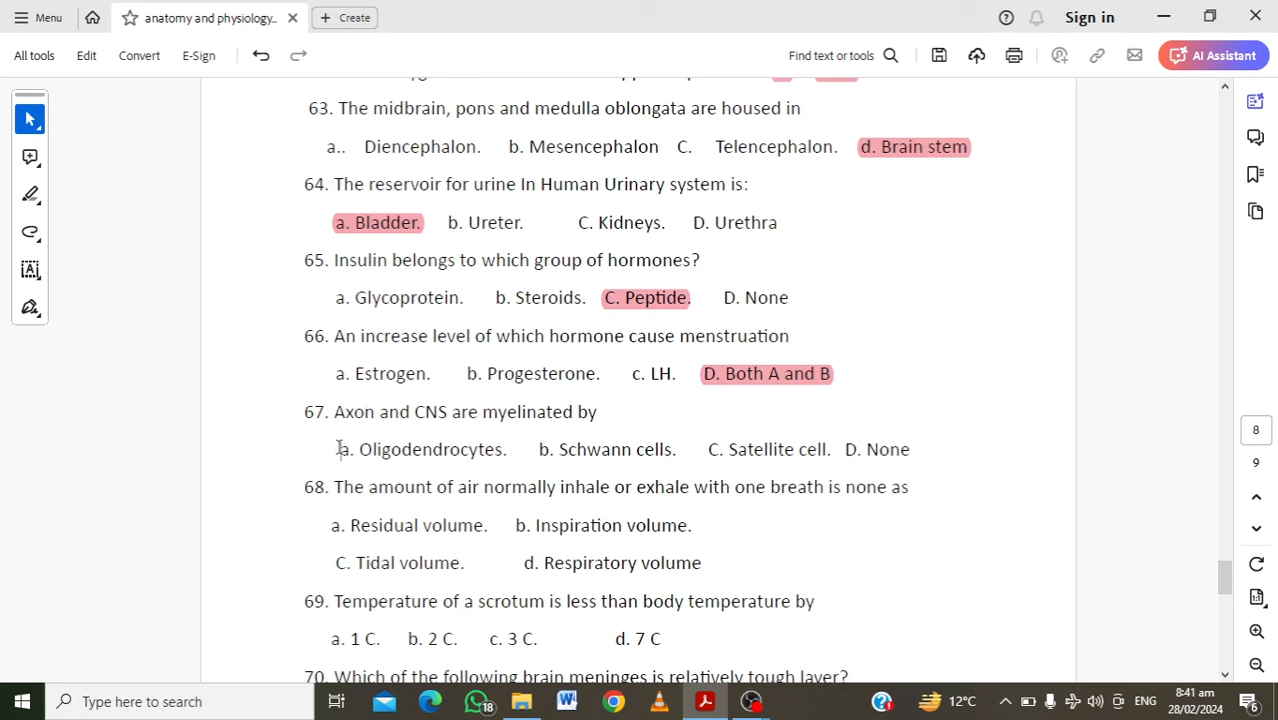 Menu
anatomy and physiology...
Create
Sign in
All tools Edit Convert E-Sign
Find text or tools
AI Assistant
63. The midbrain, pons and medulla oblongata are housed in
a.. Diencephalon. b. Mesencephalon C. Telencephalon. d. Brain stem
64. The reservoir for urine In Human Urinary system is:
a. Bladder. b. Ureter. C. Kidneys. D. Urethra
65. Insulin belongs to which group of hormones?
a. Glycoprotein. b. Steroids. C. Peptide. D. None
66. An increase level of which hormone cause menstruation
a. Estrogen. b. Progesterone. c. LH. D. Both A and B
67. Axon and CNS are myelinated by
a. Oligodendrocytes. b. Schwann cells. C. Satellite cell. D. None
68. The amount of air normally inhale or exhale with one breath is none as
a. Residual volume. b. Inspiration volume.
C. Tidal volume. d. Respiratory volume
69. Temperature of a scrotum is less than body temperature by
a. 1 C. b. 2 C. c. 3 C. d. 7 C
70. Which of the following brain meninges is relatively tough layer?
8
9
Type here to search
18
12°C
ENG
8:41 am
28/02/2024
6